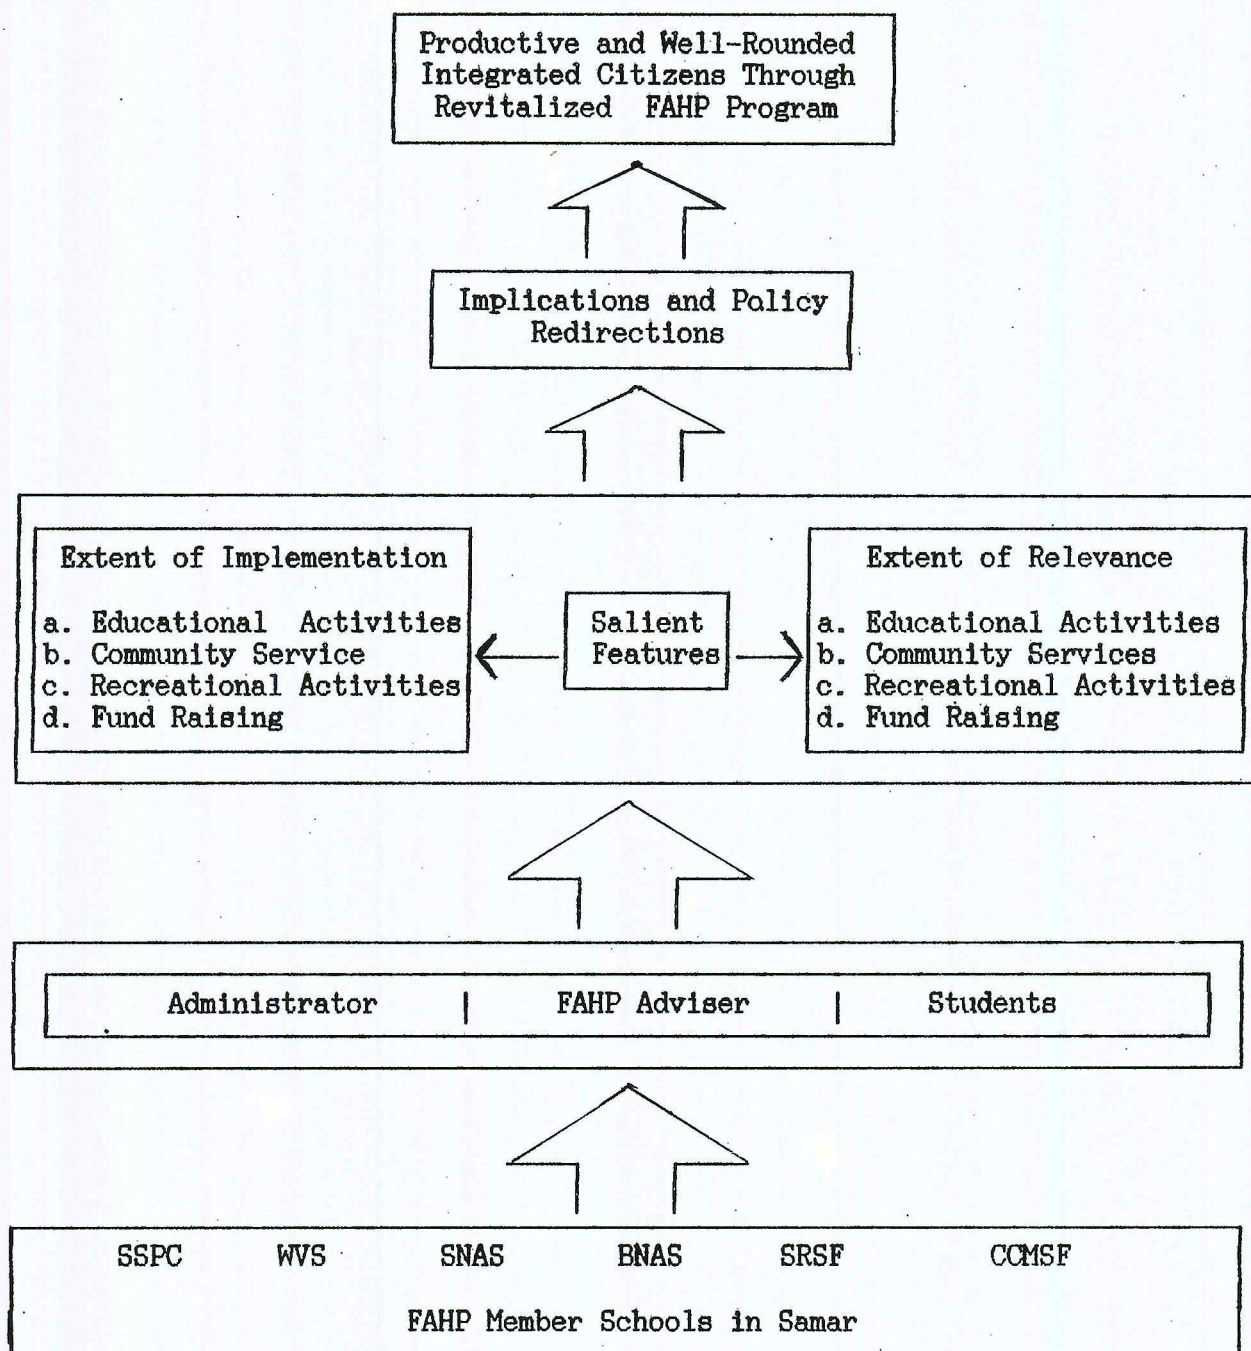 Productive and Well-Rounded
Integrated Citizens Through
Revitalized FAHP Program
Implications and Policy
Redirections
Extent of Implementation
a. Educational Activities
b. Community Service
c. Recreational Activities
d. Fund Raising
Salient
Features
Extent of Relevance
a. Educational Activities
b. Community Services
c. Recreational Activities
d. Fund Raising
Administrator | FAHP Adviser | Students
SSPC WVS SNAS BNAS SRSF CCMSF
FAHP Member Schools in Samar